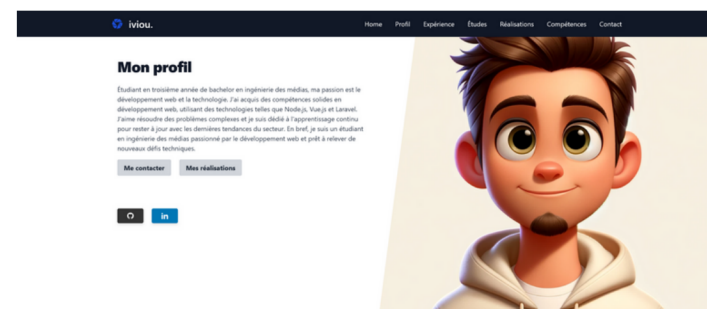 iviou.
Home Profil Expérience Études Réalisations Compétences Contact
Mon profil
Étudiant en troisième année de bachelor en ingénierie des médias, ma passion est le
développement web et la technologie. J'ai acquis des compétences solides en
développement web, utilisant des technologies telles que Node.js, Vue.js et Laravel.
J'aime résoudre des problèmes complexes et je suis dédié à l'apprentissage continu
pour rester à jour avec les dernières tendances du secteur. En bref, je suis un étudiant
en ingénierie des médias passionné par le développement web et prêt à relever de
nouveaux défis techniques.
Me contacter Mes réalisations
in